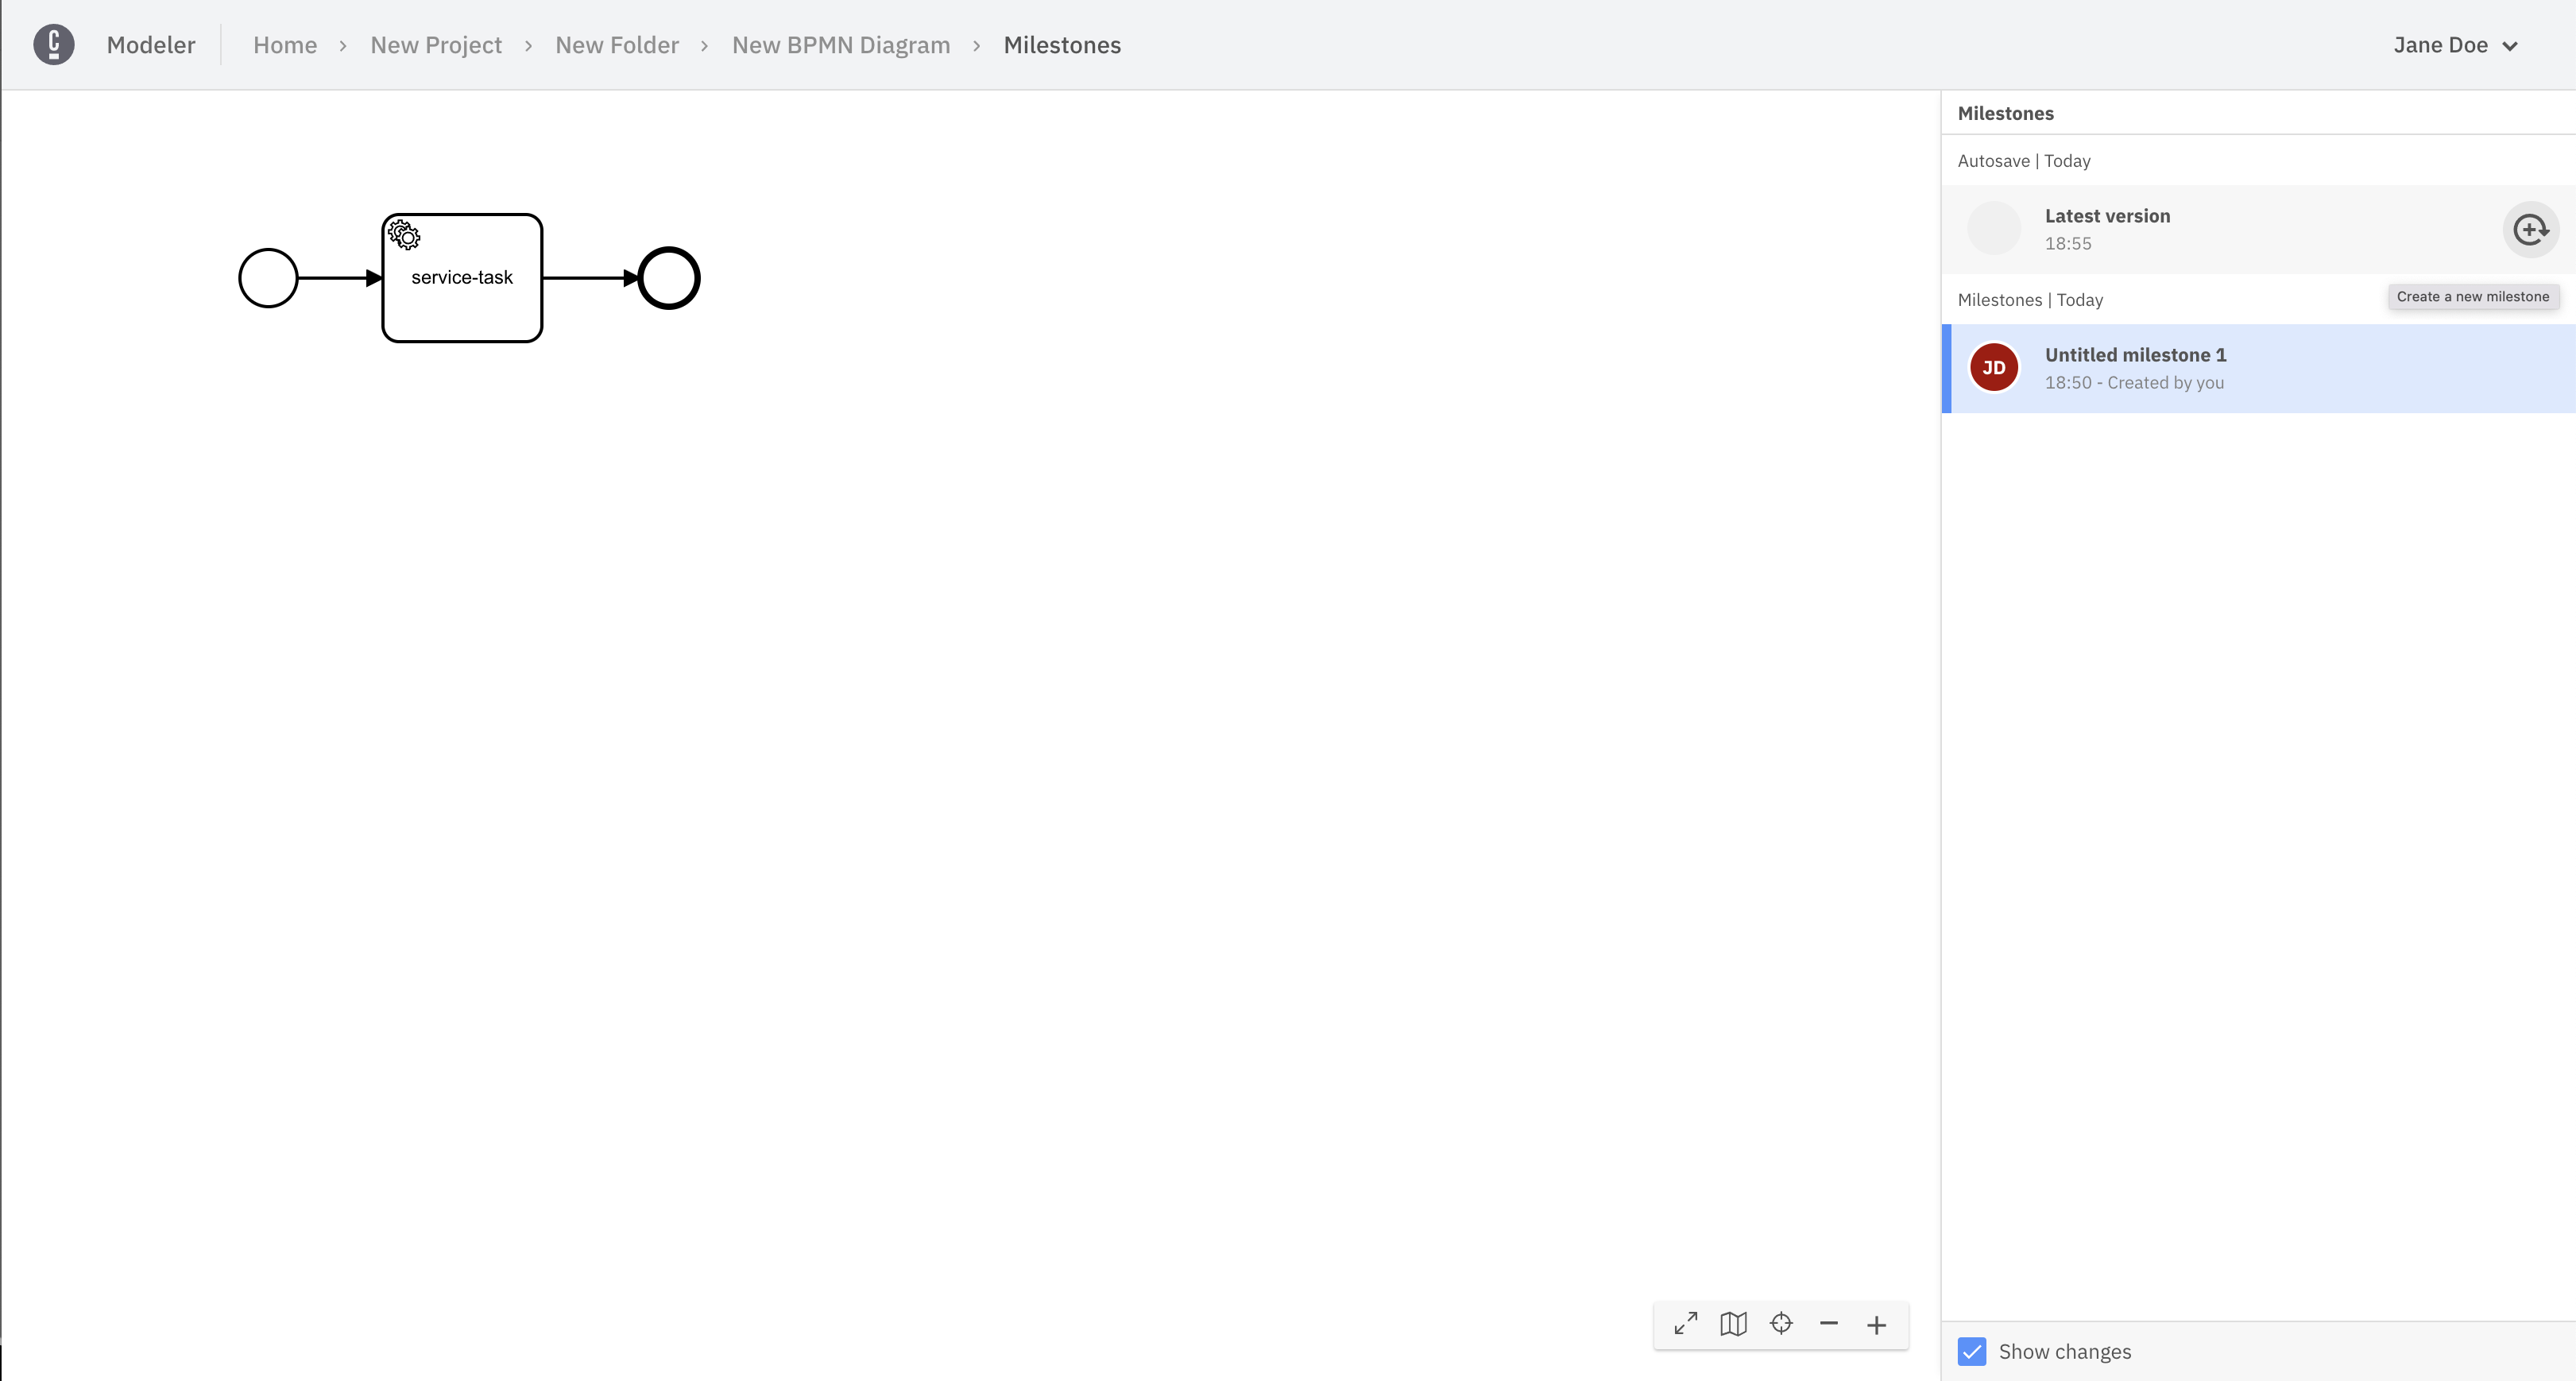 Modeler
Home › New Project › New Folder › New BPMN Diagram › Milestones
Jane Doe
service-task
Milestones
Autosave | Today
Latest version
18:55
Create a new milestone
Milestones | Today
JD
Untitled milestone 1
18:50 - Created by you
Show changes